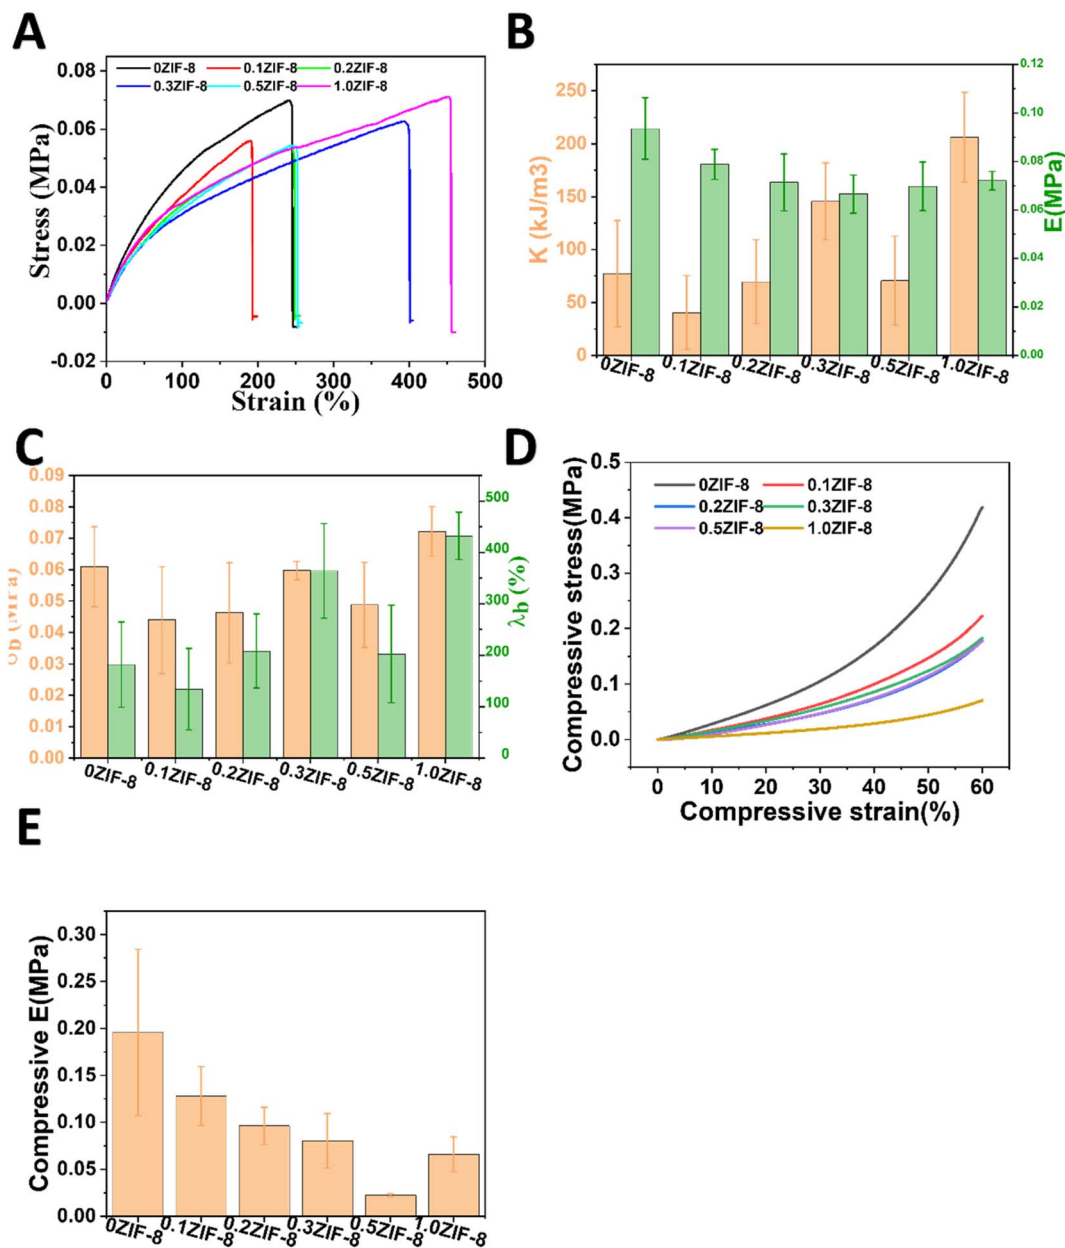 A
0ZIF-8 0.1ZIF-8 0.2ZIF-8
0.3ZIF-8 0.5ZIF-8 1.0ZIF-8
0.08
0.06
0.04
0.02
0.00
-0.02
Stress (MPa)
0 100 200 300 400 500
Strain (%)
B
250
200
150
100
50
0
K (kJ/m3)
0.12
0.10
0.08
0.06
0.04
0.02
0.00
E(MPa)
0ZIF-8 0.1ZIF-8 0.2ZIF-8 0.3ZIF-8 0.5ZIF-8 1.0ZIF-8
C
0.09
0.08
0.07
0.06
0.05
0.04
0.03
0.02
0.01
0.00
500
400
300
200
100
0
λb (%)
0ZIF-8 0.1ZIF-8 0.2ZIF-8 0.3ZIF-8 0.5ZIF-8 1.0ZIF-8
D
0ZIF-8 0.1ZIF-8
0.2ZIF-8 0.3ZIF-8
0.5ZIF-8 1.0ZIF-8
0.5
0.4
0.3
0.2
0.1
0.0
Compressive stress(MPa)
0 10 20 30 40 50 60
Compressive strain(%)
E
0.30
0.25
0.20
0.15
0.10
0.05
0.00
Compressive E(MPa)
0ZIF-8 0.1ZIF-8 0.2ZIF-8 0.3ZIF-8 0.5ZIF-8 1.0ZIF-8